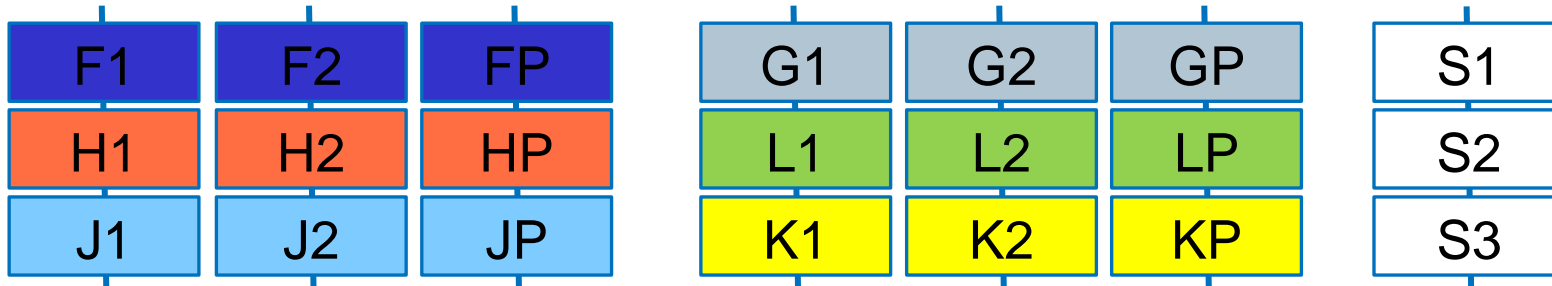 F1 F2 FP G1 G2 GP S1
H1 H2 HP L1 L2 LP S2
J1 J2 JP K1 K2 KP S3